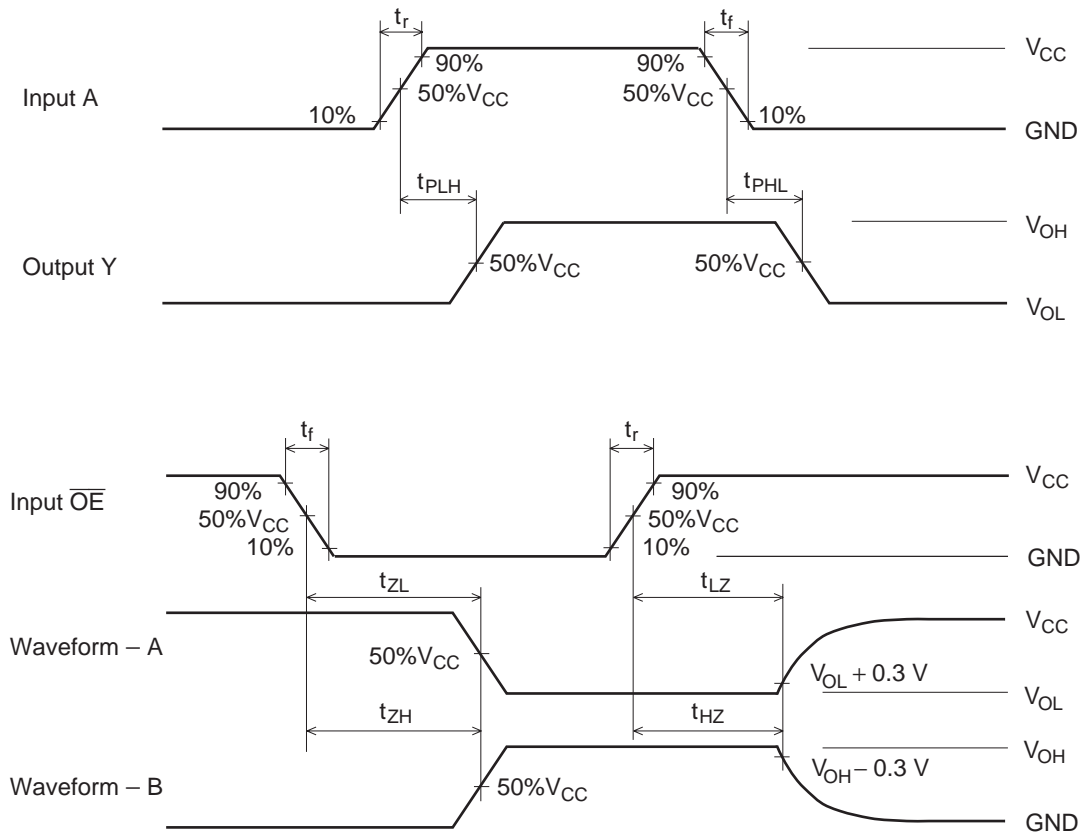 tr
tf
VCC
90%
90%
Input A
50%VCC
50%VCC
10%
10%
GND
tPLH
tPHL
VOH
Output Y
50%VCC
50%VCC
VOL
tf
tr
VCC
Input OE
90%
90%
50%VCC
50%VCC
10%
10%
GND
tZL
tLZ
VCC
Waveform – A
50%VCC
VOL + 0.3 V
VOL
tZH
tHZ
VOH
VOH – 0.3 V
Waveform – B
50%VCC
GND